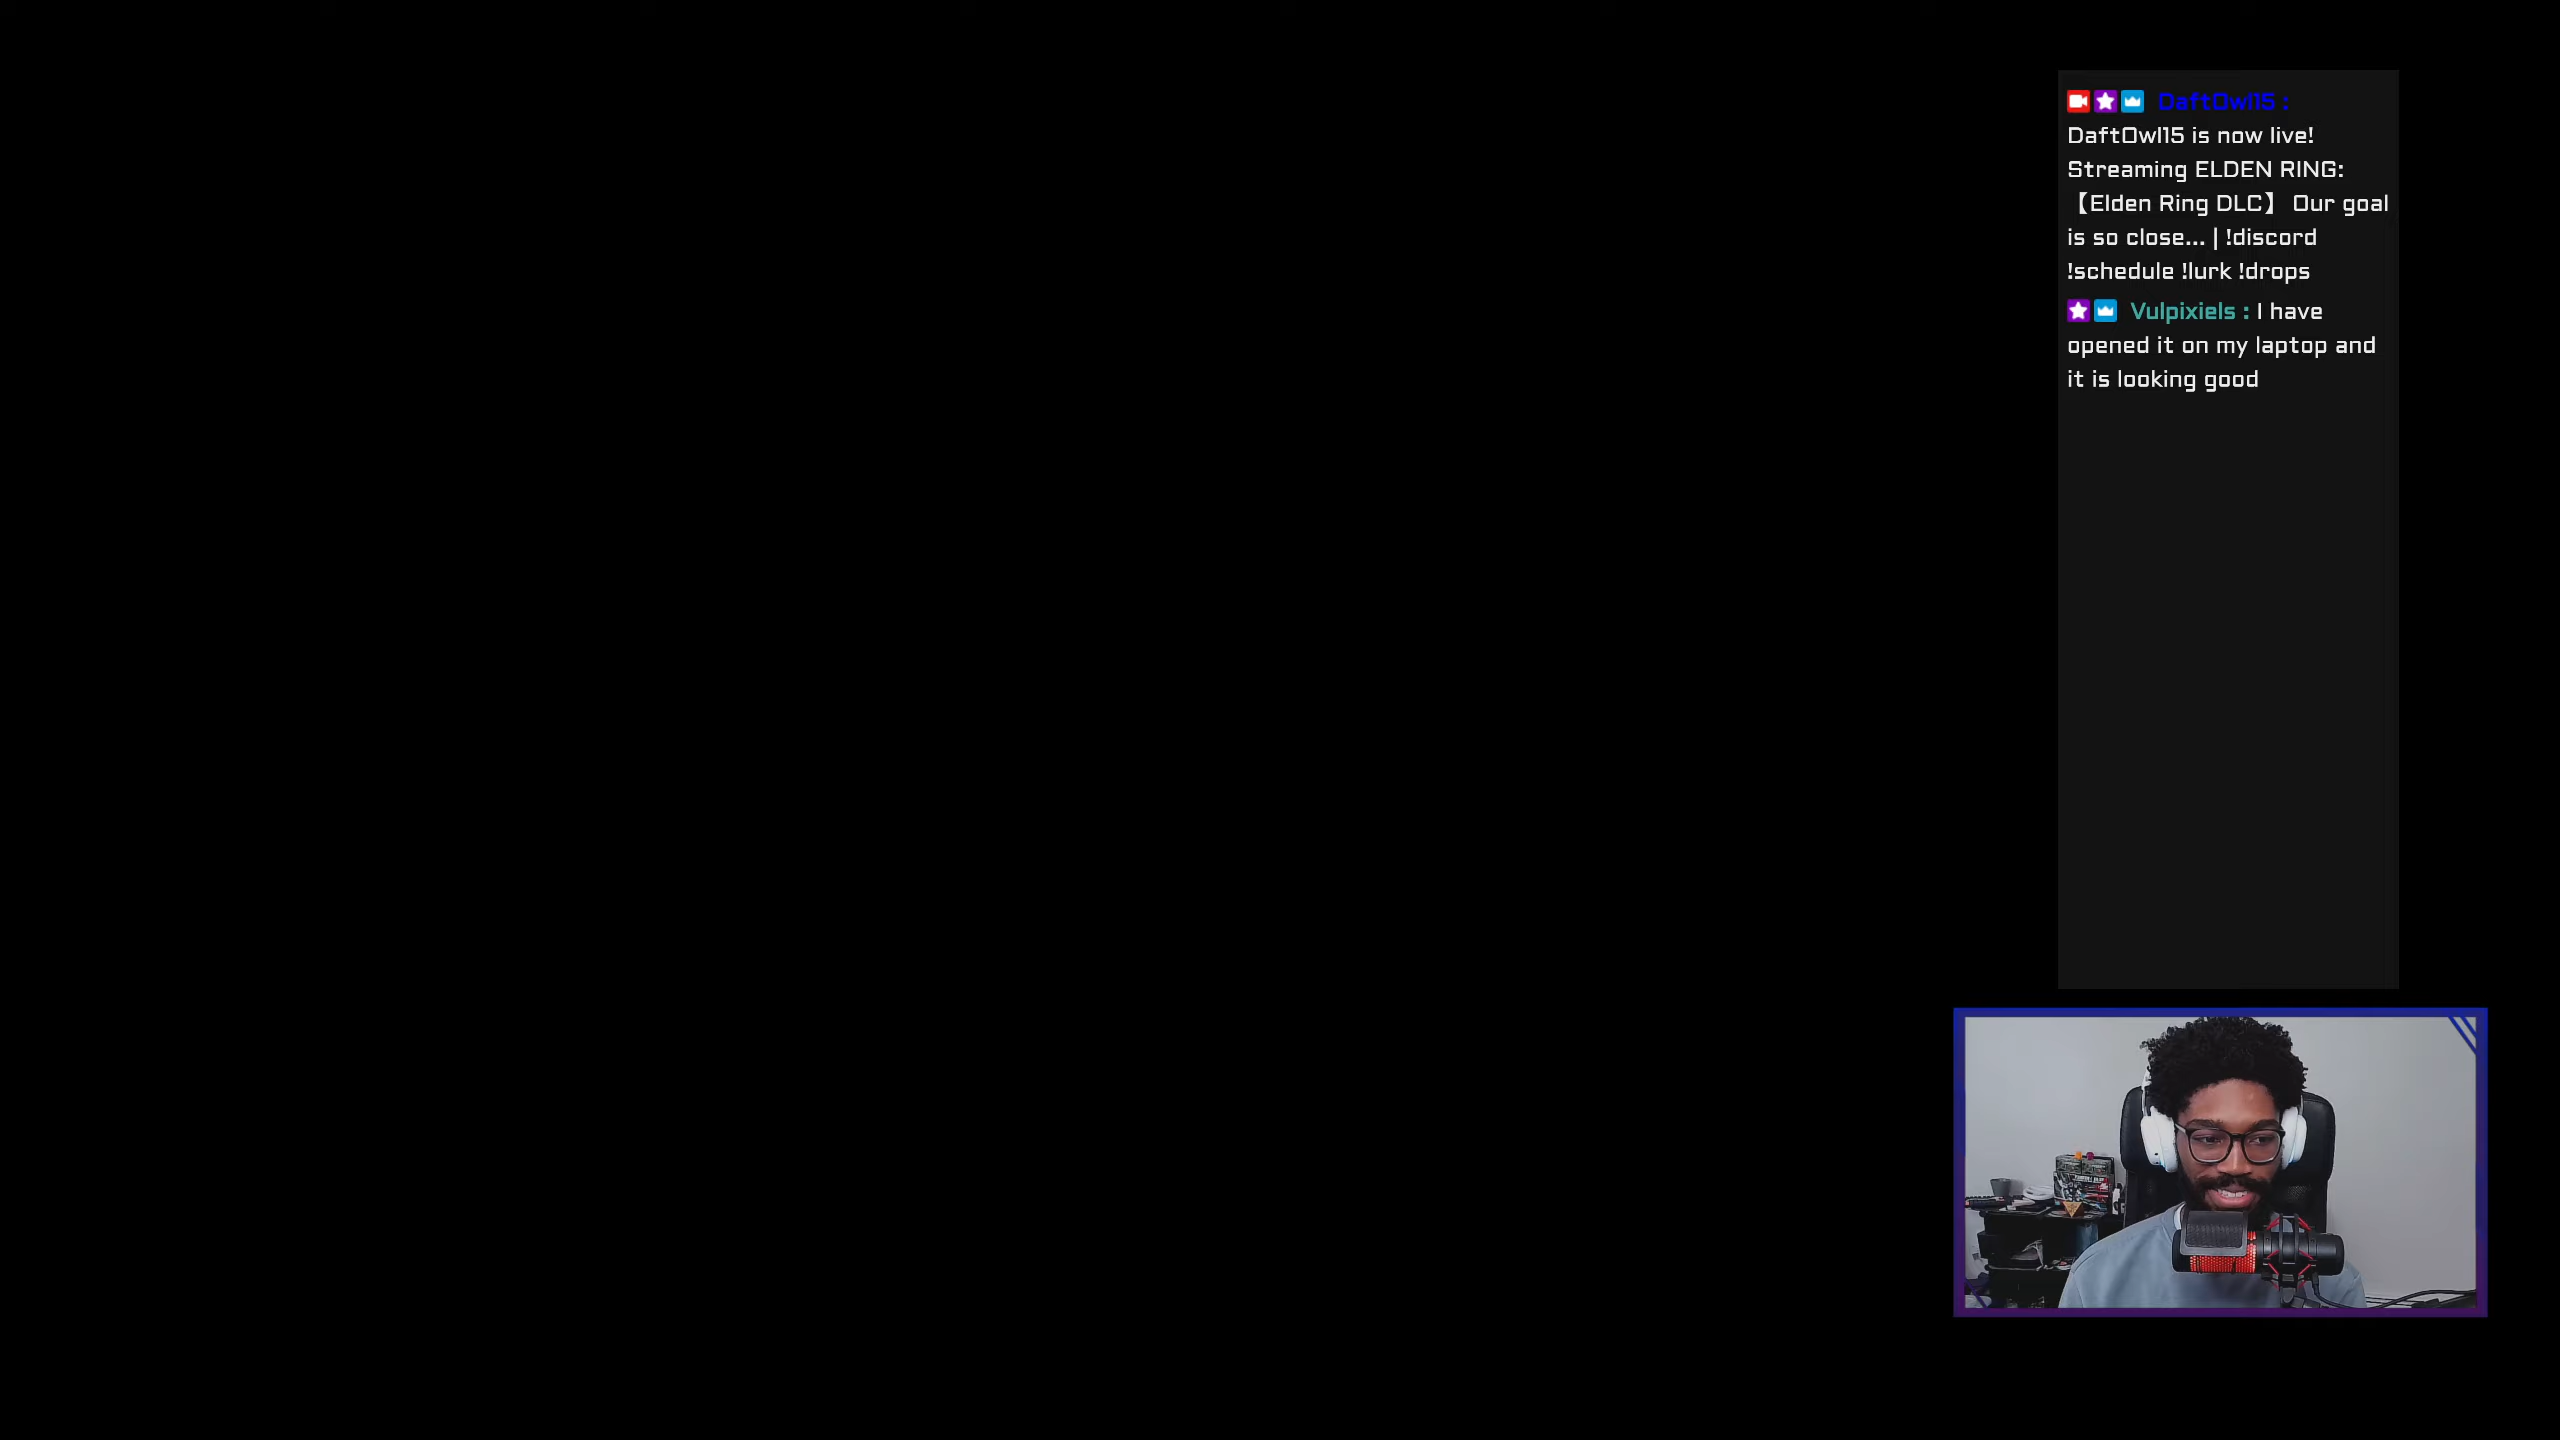 DaftOwl15 :
DaftOwl15 is now live!
Streaming ELDEN RING:
【Elden Ring DLC】 Our goal
is so close... | !discord
!schedule !lurk !drops
Vulpixiels : I have
opened it on my laptop and
it is looking good